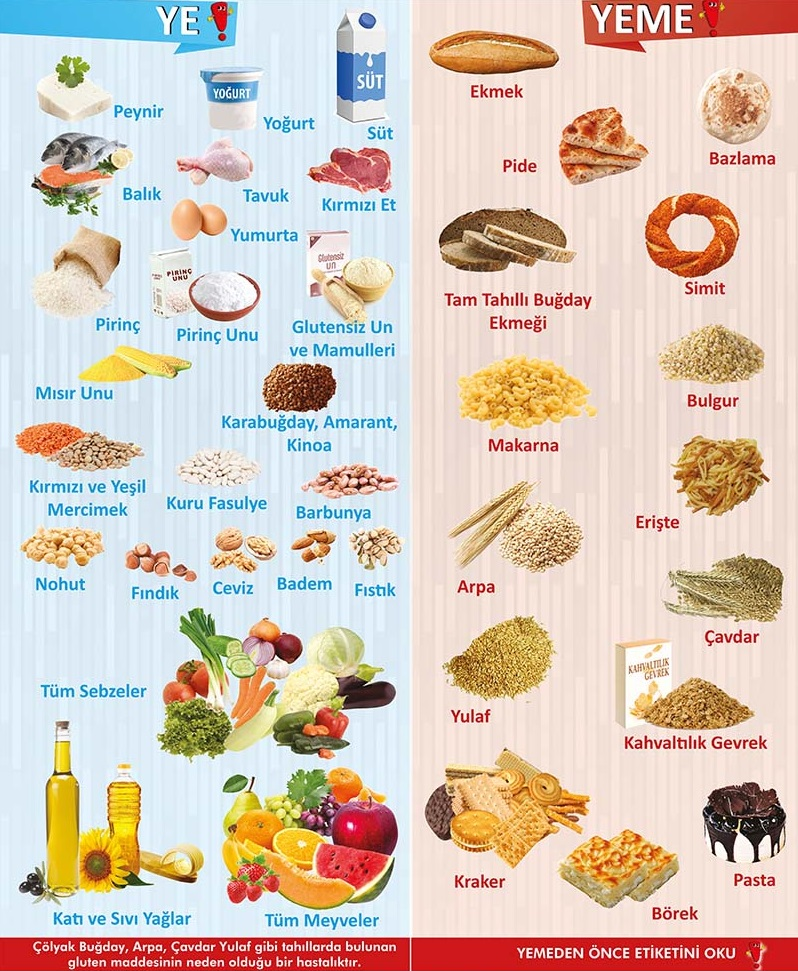 YE
YEME
Peynir
YOĞURT
Yoğurt
SÜT
Süt
Balık
Tavuk
Kırmızı Et
Yumurta
Pirinç
PİRİNÇ
UNU
Pirinç Unu
Glutensiz
un
Glutensiz Un
ve Mamulleri
Mısır Unu
Karabuğday, Amarant,
Kinoa
Kırmızı ve Yeşil
Mercimek
Kuru Fasulye
Barbunya
Nohut
Fındık
Ceviz
Badem
Fıstık
Tüm Sebzeler
Katı ve Sıvı Yağlar
Tüm Meyveler
Çölyak Buğday, Arpa, Çavdar Yulaf gibi tahıllarda bulunan
gluten maddesinin neden olduğu bir hastalıktır.
Ekmek
Pide
Bazlama
Tam Tahıllı Buğday
Ekmeği
Simit
Makarna
Bulgur
Erişte
Arpa
Çavdar
Yulaf
KAHVALTILIK
GEVREK
Kahvaltılık Gevrek
Kraker
Börek
Pasta
YEMEDEN ÖNCE ETİKETİNİ OKU